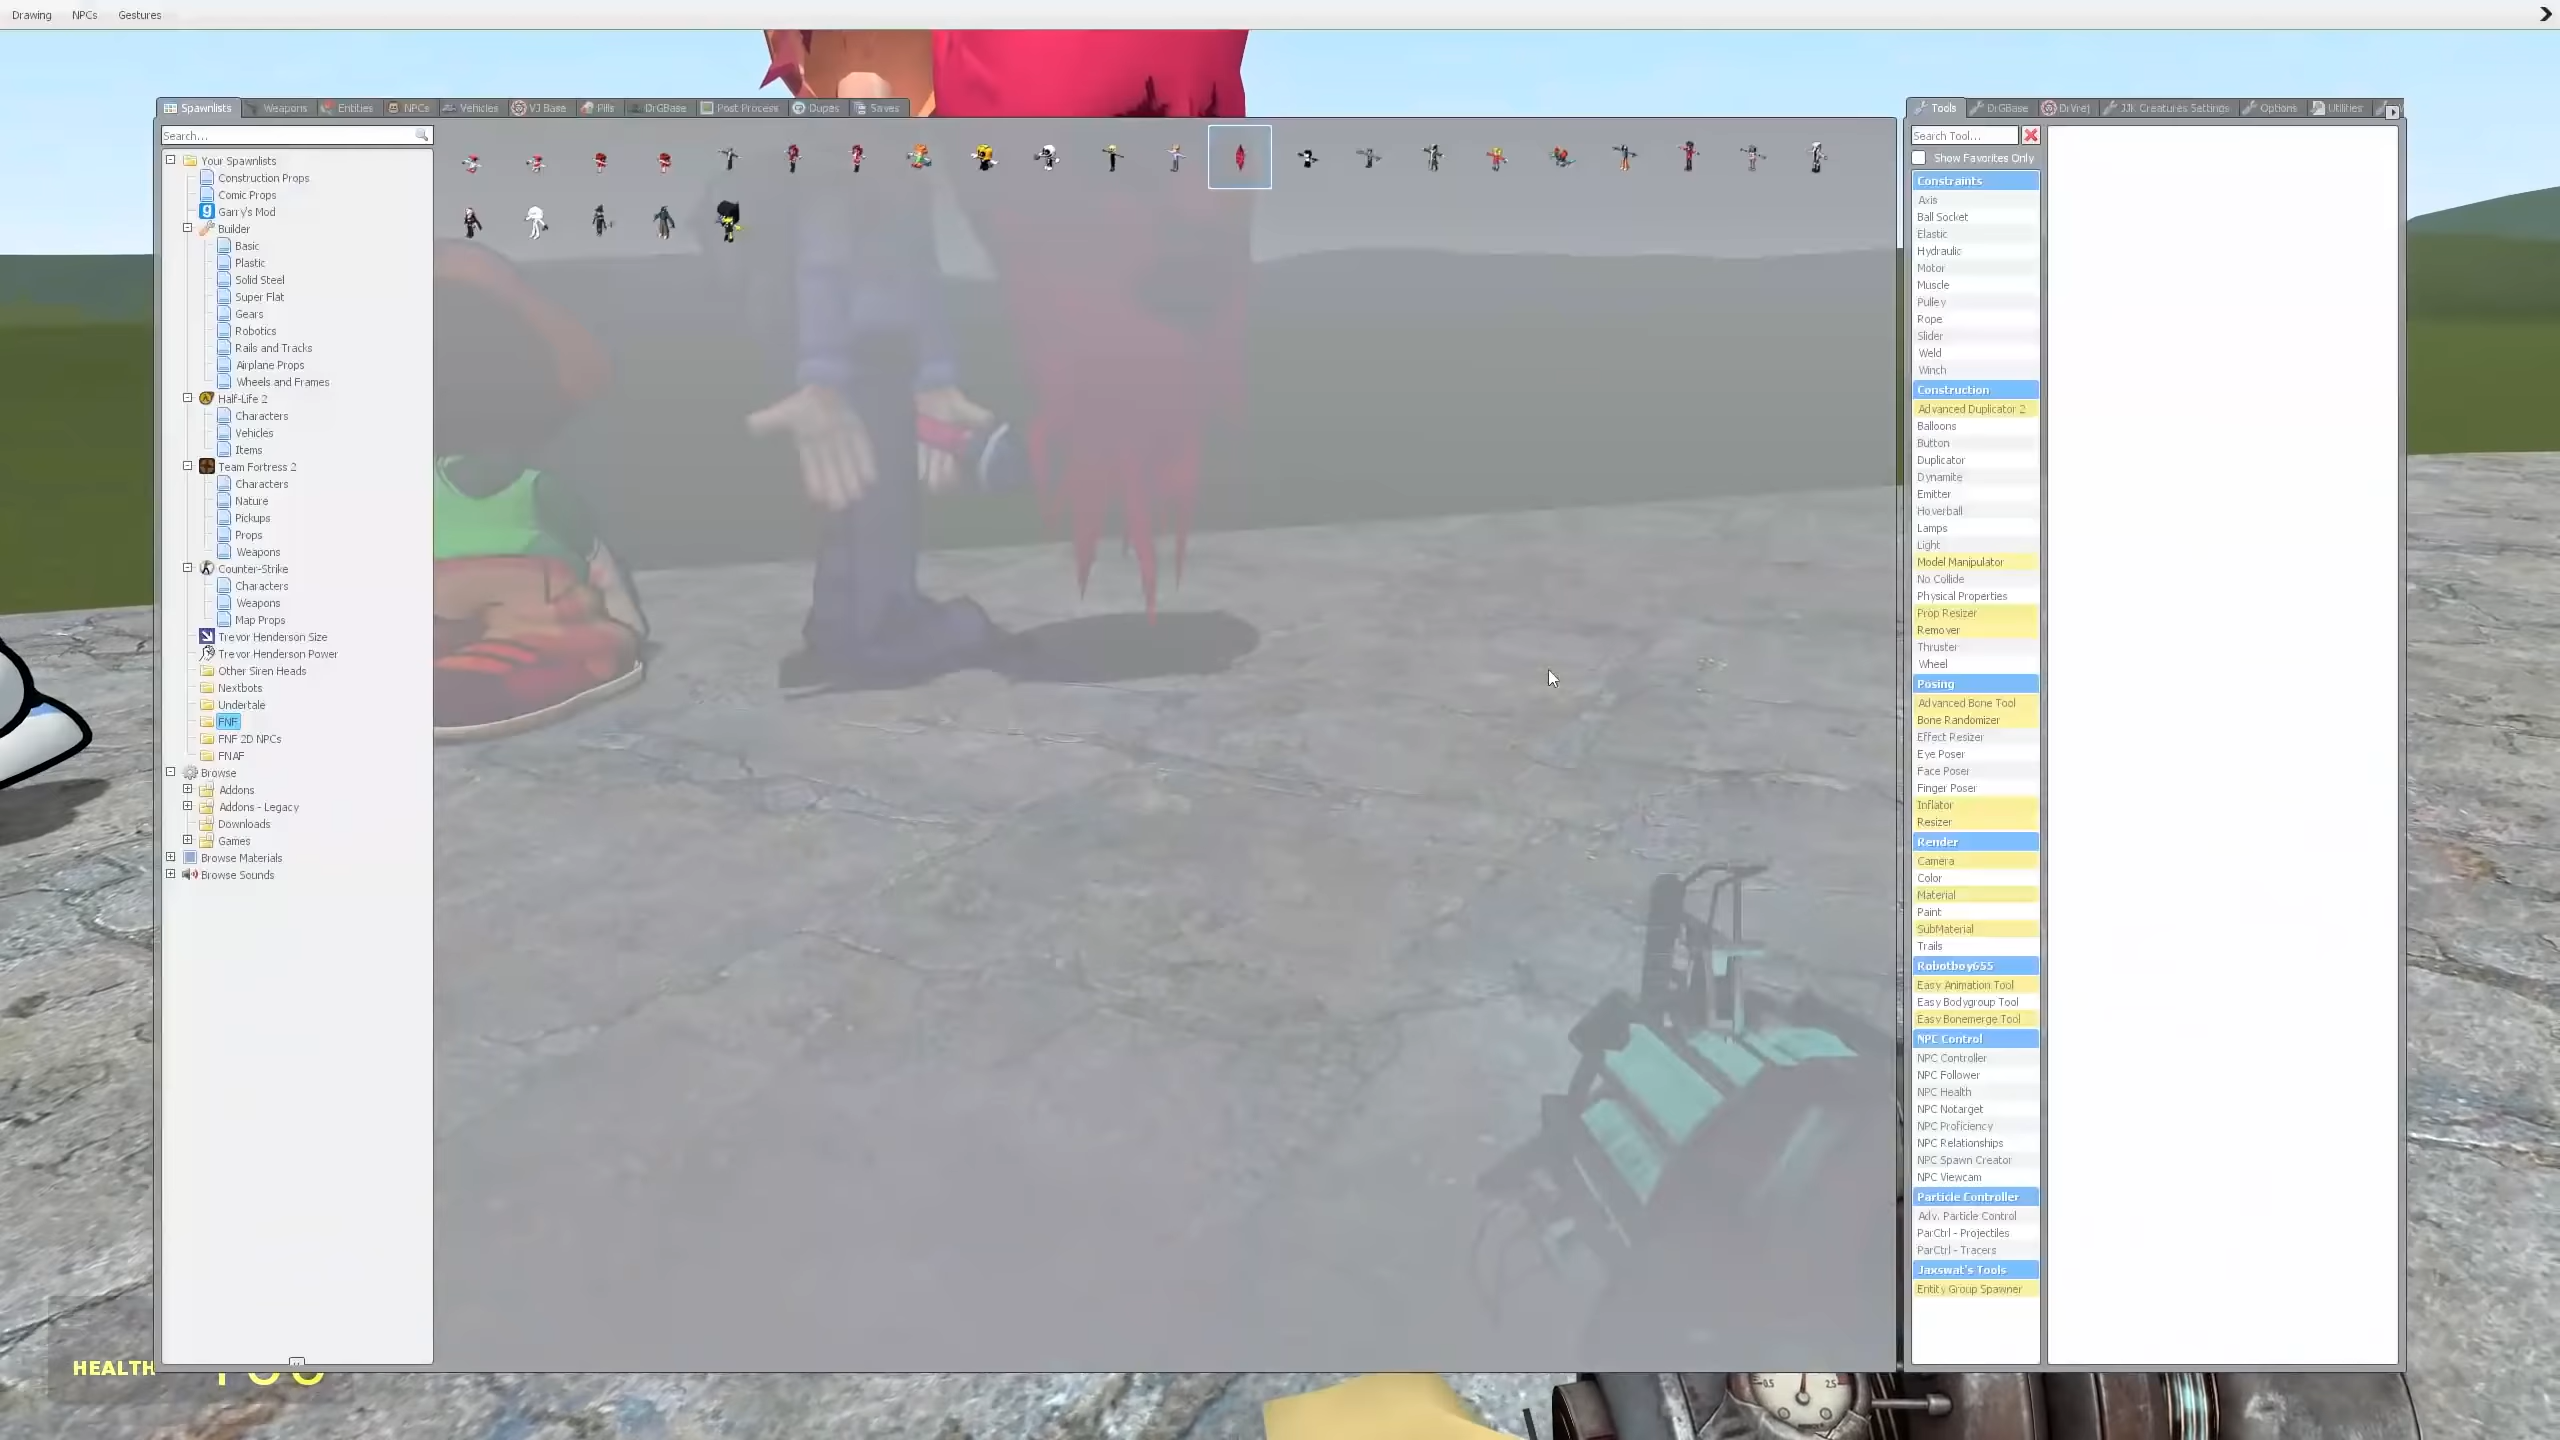 Drawing NPCs Gestures
Spawnlists Weapons Entities NPCs Vehicles VJ Base Pills DrGBase Post Process Dupes Saves
Search...
Your Spawnlists
Construction Props
Comic Props
Garry's Mod
Builder
Basic
Plastic
Solid Steel
Super Flat
Gears
Robotics
Rails and Tracks
Airplane Props
Wheels and Frames
Half-Life 2
Characters
Vehicles
Items
Team Fortress 2
Characters
Nature
Pickups
Props
Weapons
Counter-Strike
Characters
Weapons
Map Props
Trevor Henderson Size
Trevor Henderson Power
Other Siren Heads
Nextbots
Undertale
FNF
FNF 2D NPCs
FNAF
Browse
Addons
Addons - Legacy
Downloads
Games
Browse Materials
Browse Sounds
HEALTH
Tools DrGBase DrVrej JJK Creatures Settings Options Utilities
Search Tool...
Show Favorites Only
Constraints
Axis
Ball Socket
Elastic
Hydraulic
Motor
Muscle
Pulley
Rope
Slider
Weld
Winch
Construction
Advanced Duplicator 2
Balloons
Button
Duplicator
Dynamite
Emitter
Hoverball
Lamps
Light
Model Manipulator
No Collide
Physical Properties
Prop Resizer
Remover
Thruster
Wheel
Posing
Advanced Bone Tool
Bone Randomizer
Effect Resizer
Eye Poser
Face Poser
Finger Poser
Inflator
Resizer
Render
Camera
Color
Material
Paint
SubMaterial
Trails
Robotboy655
Easy Animation Tool
Easy Bodygroup Tool
Easy Bonemerge Tool
NPC Control
NPC Controller
NPC Follower
NPC Health
NPC Notarget
NPC Proficiency
NPC Relationships
NPC Spawn Creator
NPC Viewcam
Particle Controller
Adv. Particle Control
ParCtrl - Projectiles
ParCtrl - Tracers
Jaxswat's Tools
Entity Group Spawner